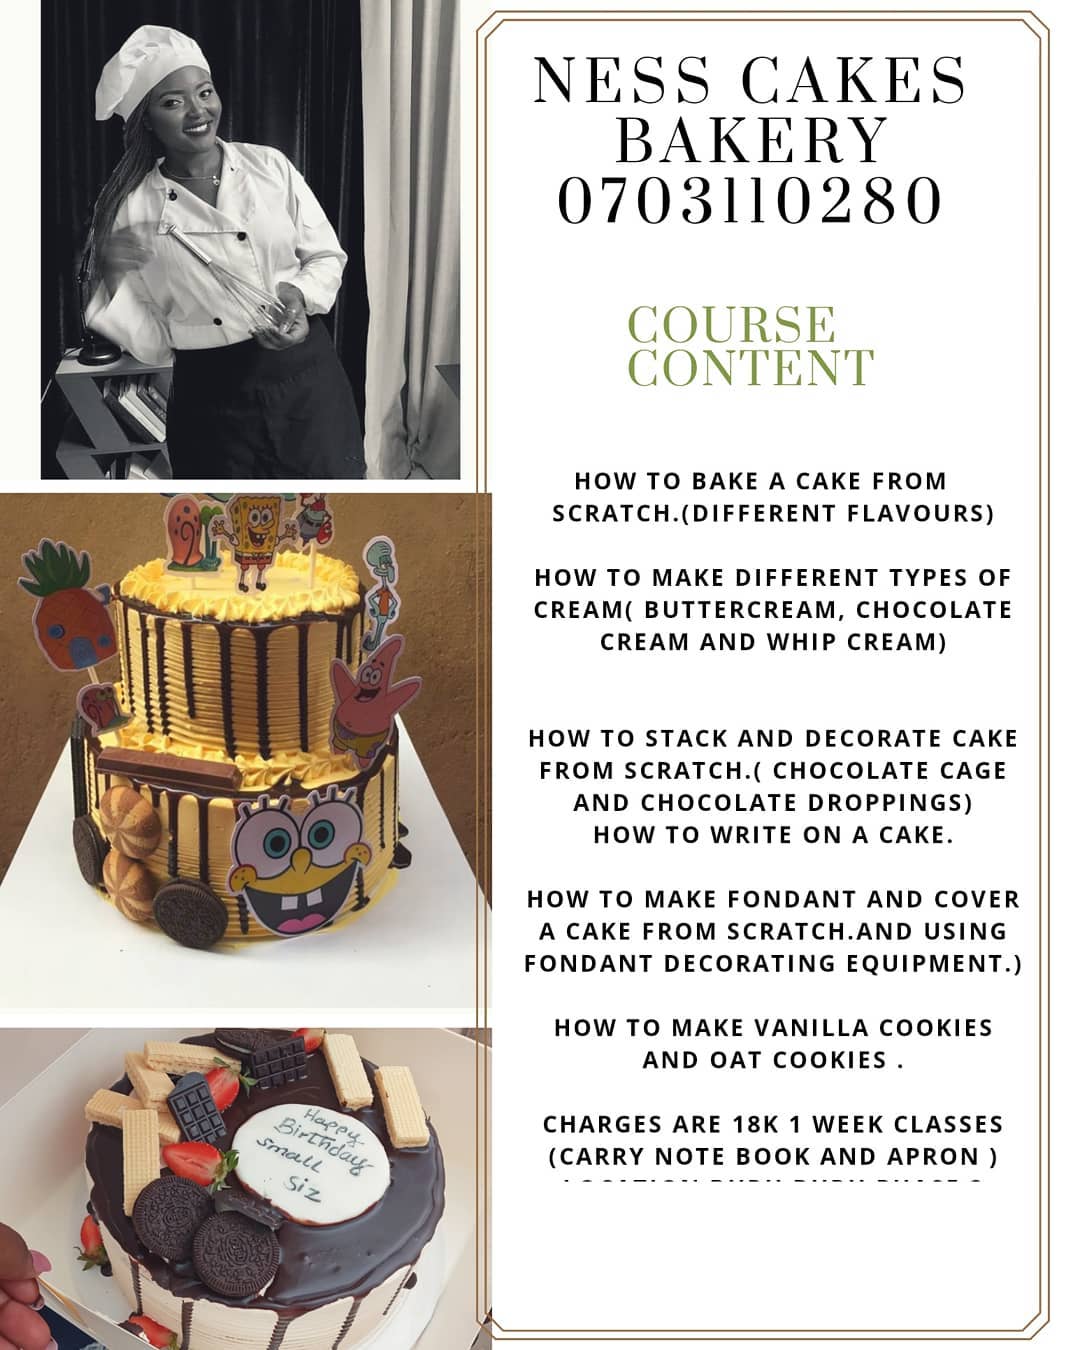 NESS CAKES
BAKERY
0703110280
COURSE
CONTENT
HOW TO BAKE A CAKE FROM
SCRATCH.(DIFFERENT FLAVOURS)
HOW TO MAKE DIFFERENT TYPES OF
CREAM( BUTTERCREAM, CHOCOLATE
CREAM AND WHIP CREAM)
HOW TO STACK AND DECORATE CAKE
FROM SCRATCH.( CHOCOLATE CAGE
AND CHOCOLATE DROPPINGS)
HOW TO WRITE ON A CAKE.
HOW TO MAKE FONDANT AND COVER
A CAKE FROM SCRATCH.AND USING
FONDANT DECORATING EQUIPMENT.)
HOW TO MAKE VANILLA COOKIES
AND OAT COOKIES .
CHARGES ARE 18K 1 WEEK CLASSES
(CARRY NOTE BOOK AND APRON )
Happy
Birthday
small
siz